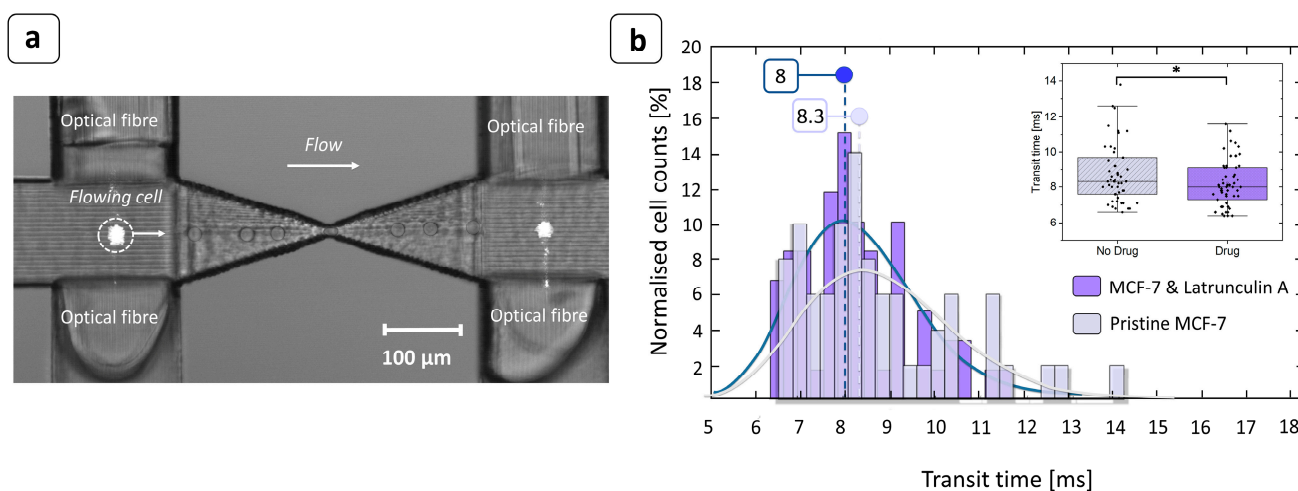 a
Optical fibre
Optical fibre
Flow
Flowing cell
Optical fibre
Optical fibre
100 μm
b
Normalised cell counts [%]
20
18
16
14
12
10
8
6
4
2
8
8.3
5 6 7 8 9 10 11 12 13 14 15 16 17 18
Transit time [ms]
*
Transit time [ms]
14
12
10
8
6
No Drug Drug
MCF-7 & Latrunculin A
Pristine MCF-7